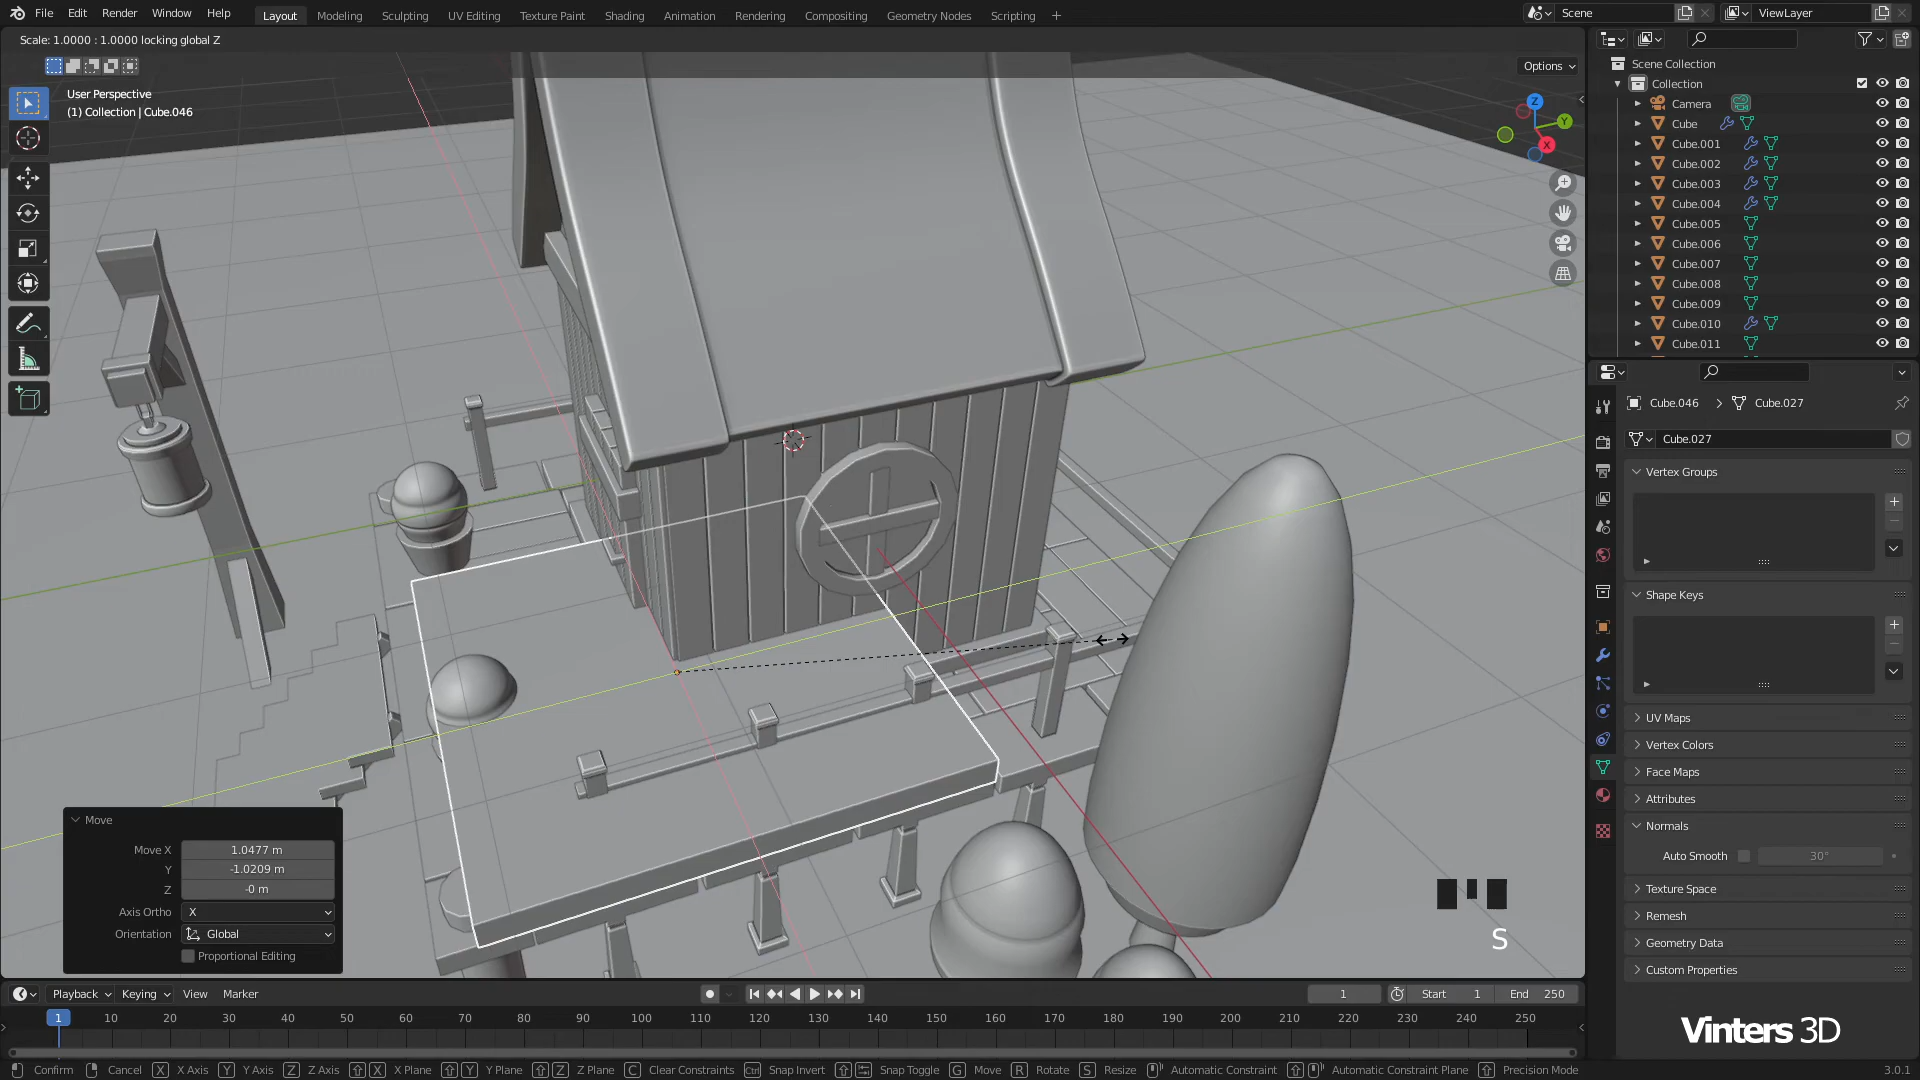 File Edit Render Window Help Layout Modeling Sculpting UV Editing Texture Paint Shading Animation Rendering Compositing Geometry Nodes Scripting + Scene ViewLayer
Scale: 1.0000 : 1.0000 locking global Z
Options
User Perspective
(1) Collection | Cube.046
Z
Y
X
Scene Collection
Collection
Camera
Cube
Cube.001
Cube.002
Cube.003
Cube.004
Cube.005
Cube.006
Cube.007
Cube.008
Cube.009
Cube.010
Cube.011
Cube.046 > Cube.027
Cube.027
Vertex Groups
Shape Keys
UV Maps
Vertex Colors
Face Maps
Attributes
Normals
Auto Smooth 30°
Texture Space
Remesh
Geometry Data
Custom Properties
Move
Move X 1.0477 m
Y -1.0209 m
Z -0 m
Axis Ortho X
Orientation Global
Proportional Editing
S
Playback Keying View Marker 1 Start 1 End 250
1 10 20 30 40 50 60 70 80 90 100 110 120 130 140 150 160 170 180 190 200 210 220 230 240 250
Vinters 3D
Confirm Cancel X X Axis Y Y Axis Z Z Axis X X Plane Y Y Plane Z Z Plane C Clear Constraints Ctrl Snap Invert Snap Toggle G Move R Rotate S Resize Automatic Constraint Automatic Constraint Plane Precision Mode 3.0.1